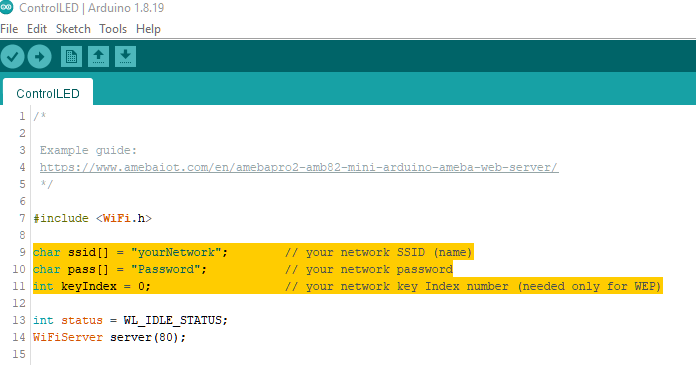 ControlLED | Arduino 1.8.19
File Edit Sketch Tools Help
ControlLED
1 /*
2
3 Example guide:
4 https://www.amebaiot.com/en/amebapro2-amb82-mini-arduino-ameba-web-server/
5 */
6
7 #include <WiFi.h>
8
9 char ssid[] = "yourNetwork"; // your network SSID (name)
10 char pass[] = "Password"; // your network password
11 int keyIndex = 0; // your network key Index number (needed only for WEP)
12
13 int status = WL_IDLE_STATUS;
14 WiFiServer server(80);
15